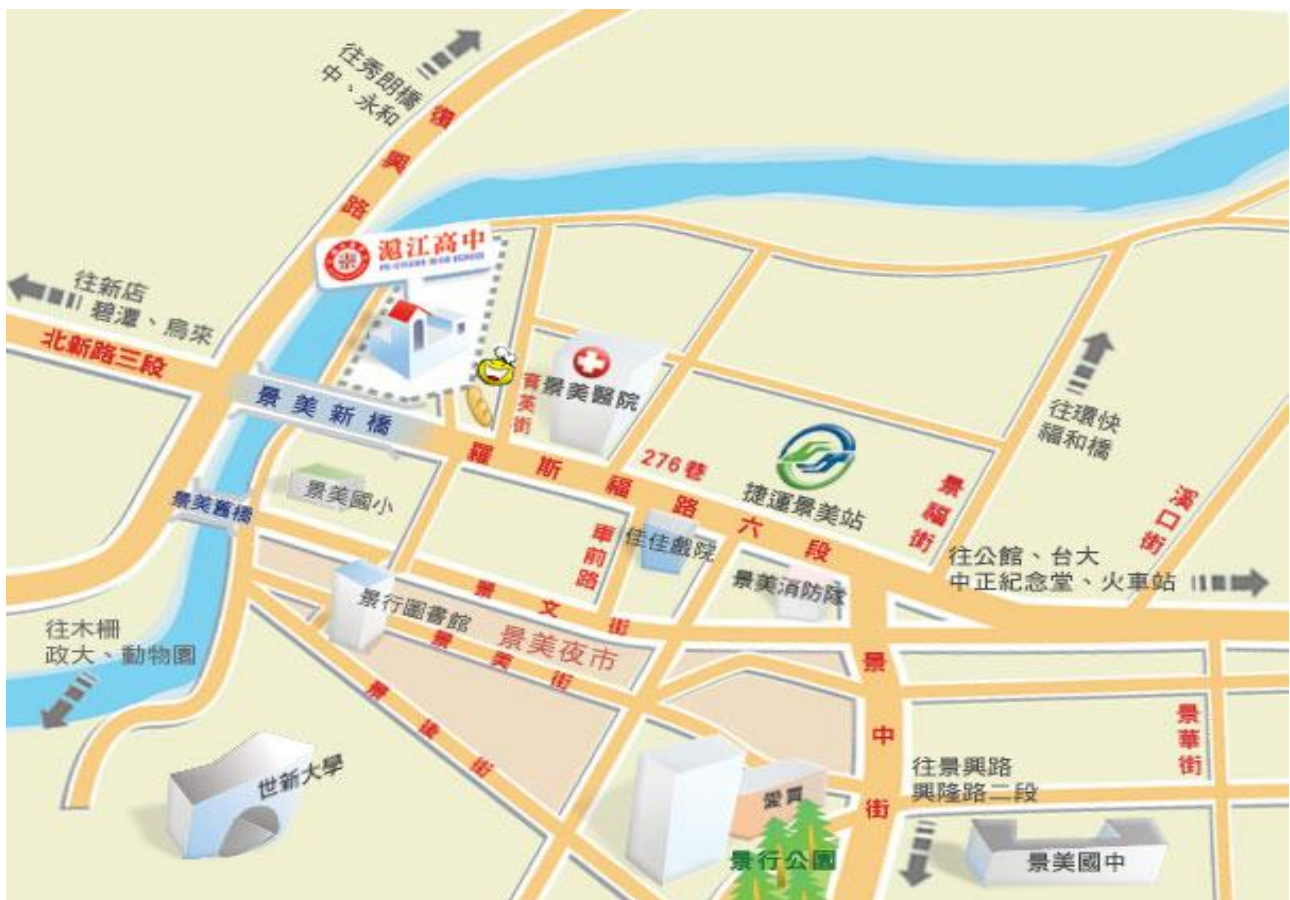 往秀朗橋
中、永和
復興路
滬江高中
HU-CHIANG HIGH SCHOOL
往新店
碧潭、烏來
北新路三段
景美新橋
育英街
景美醫院
276巷
捷運景美站
往環快
福和橋
景福街
溪口街
羅斯福路六段
景美國小
景美舊橋
車前路
佳佳戲院
景美消防隊
往公館、台大
中正紀念堂、火車站
景行圖書館
景文街
景美夜市
景美街
往木柵
政大、動物園
景後街
景中街
景華街
世新大學
往景興路
興隆路二段
愛買
景行公園
景美國中